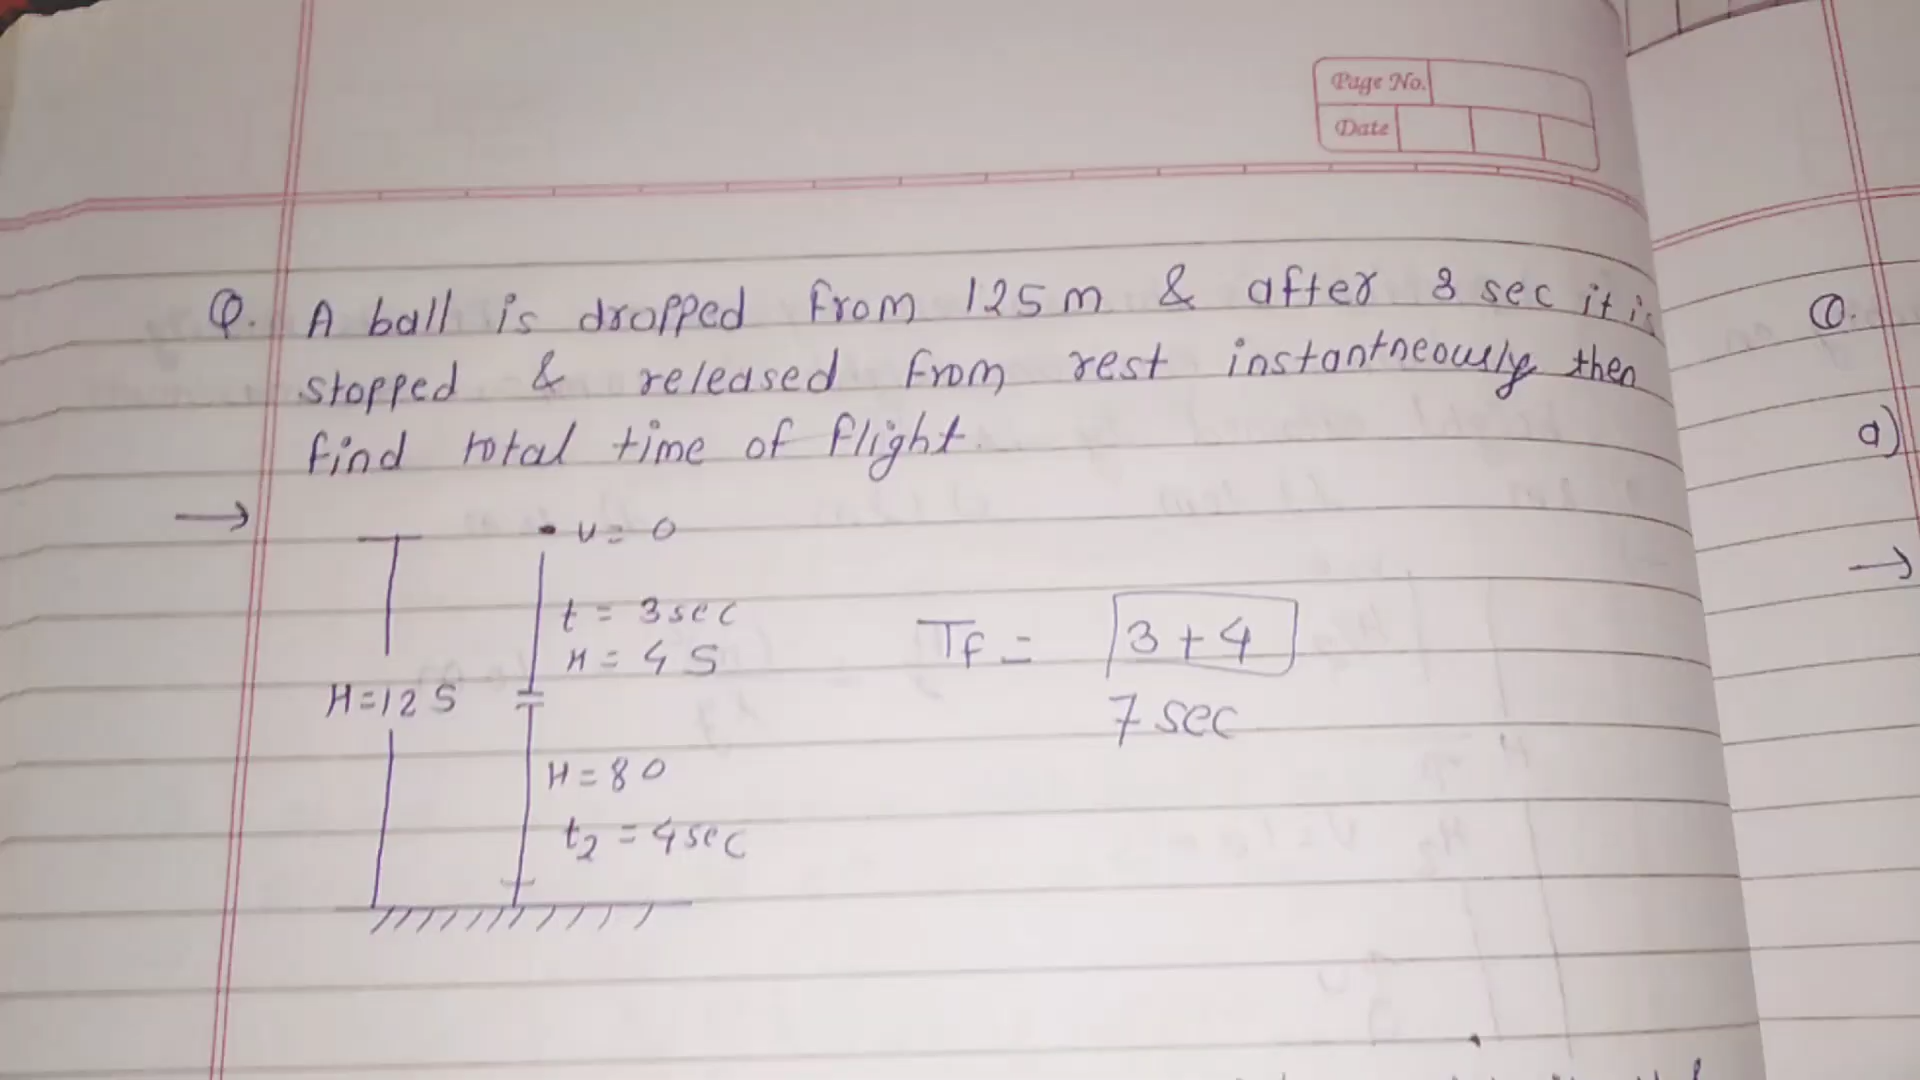 Page No.
Date
Q. A ball is dropped from 125 m & after 3 sec it is
stopped & released from rest instantneously then
find total time of flight.
→
u = 0
t = 3 sec
H = 45
H = 125
H = 80
t2 = 4 sec
Tf = 3 + 4
7 sec
Q.
a)
→